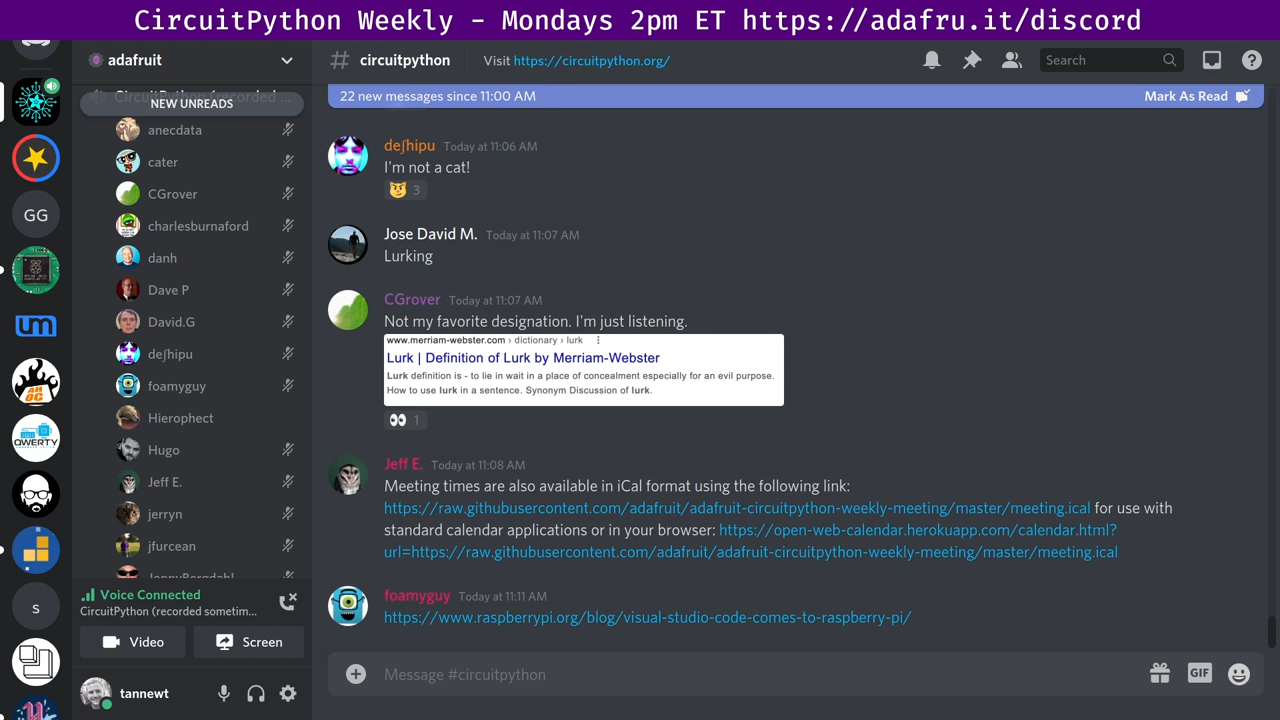 CircuitPython Weekly - Mondays 2pm ET https://adafru.it/discord
adafruit
# circuitpython
Visit https://circuitpython.org/
Search
NEW UNREADS
22 new messages since 11:00 AM
Mark As Read
anecdata
cater
CGrover
charlesburnaford
danh
Dave P
David.G
deʃhipu
foamyguy
Hierophect
Hugo
Jeff E.
jerryn
jfurcean
GG
S
QWERTY
deʃhipu Today at 11:06 AM
I'm not a cat!
3
Jose David M. Today at 11:07 AM
Lurking
CGrover Today at 11:07 AM
Not my favorite designation. I'm just listening.
www.merriam-webster.com › dictionary › lurk
Lurk | Definition of Lurk by Merriam-Webster
Lurk definition is - to lie in wait in a place of concealment especially for an evil purpose.
How to use lurk in a sentence. Synonym Discussion of lurk.
1
Jeff E. Today at 11:08 AM
Meeting times are also available in iCal format using the following link:
https://raw.githubusercontent.com/adafruit/adafruit-circuitpython-weekly-meeting/master/meeting.ical for use with
standard calendar applications or in your browser: https://open-web-calendar.herokuapp.com/calendar.html?
url=https://raw.githubusercontent.com/adafruit/adafruit-circuitpython-weekly-meeting/master/meeting.ical
foamyguy Today at 11:11 AM
https://www.raspberrypi.org/blog/visual-studio-code-comes-to-raspberry-pi/
Voice Connected
CircuitPython (recorded sometim...
Video
Screen
tannewt
Message #circuitpython
GIF